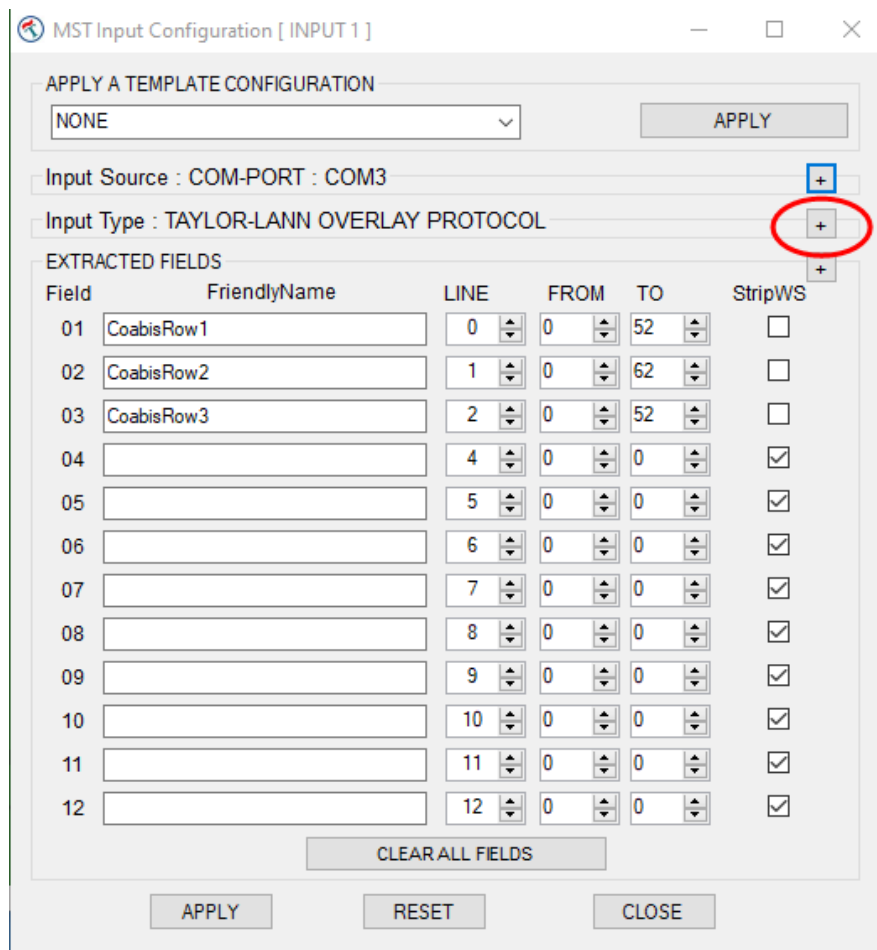 MST Input Configuration [ INPUT 1 ]
APPLY A TEMPLATE CONFIGURATION
NONE APPLY
Input Source : COM-PORT : COM3 +
Input Type : TAYLOR-LANN OVERLAY PROTOCOL +
EXTRACTED FIELDS +
Field FriendlyName LINE FROM TO StripWS
01 CoabisRow1 0 0 52
02 CoabisRow2 1 0 62
03 CoabisRow3 2 0 52
04 4 0 0
05 5 0 0
06 6 0 0
07 7 0 0
08 8 0 0
09 9 0 0
10 10 0 0
11 11 0 0
12 12 0 0
CLEAR ALL FIELDS
APPLY RESET CLOSE